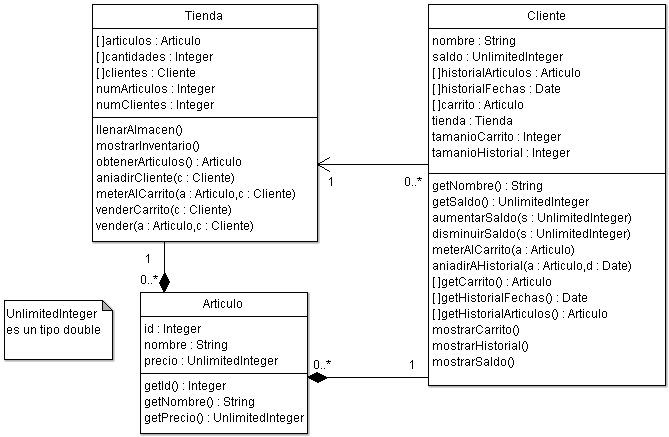 Tienda
[]articulos : Articulo
[]cantidades : Integer
[]clientes : Cliente
numArticulos : Integer
numClientes : Integer
llenarAlmacen()
mostrarInventario()
obtenerArticulos() : Articulo
aniadirCliente(c : Cliente)
meterAlCarrito(a : Articulo,c : Cliente)
venderCarrito(c : Cliente)
vender(a : Articulo,c : Cliente)
Cliente
nombre : String
saldo : UnlimitedInteger
[]historialArticulos : Articulo
[]historialFechas : Date
[]carrito : Articulo
tienda : Tienda
tamanioCarrito : Integer
tamanioHistorial : Integer
getNombre() : String
getSaldo() : UnlimitedInteger
aumentarSaldo(s : UnlimitedInteger)
disminuirSaldo(s : UnlimitedInteger)
meterAlCarrito(a : Articulo)
aniadirAHistorial(a : Articulo,d : Date)
[]getCarrito() : Articulo
[]getHistorialFechas() : Date
[]getHistorialArticulos() : Articulo
mostrarCarrito()
mostrarHistorial()
mostrarSaldo()
1
0..*
1
0..*
Articulo
id : Integer
nombre : String
precio : UnlimitedInteger
getId() : Integer
getNombre() : String
getPrecio() : UnlimitedInteger
0..*
1
UnlimitedInteger
es un tipo double